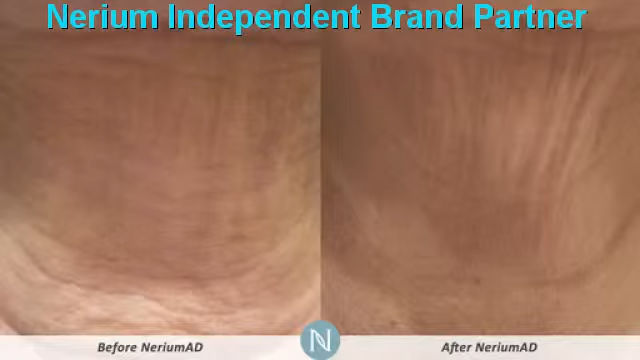 Nerium Independent Brand Partner
Before NeriumAD
N
After NeriumAD